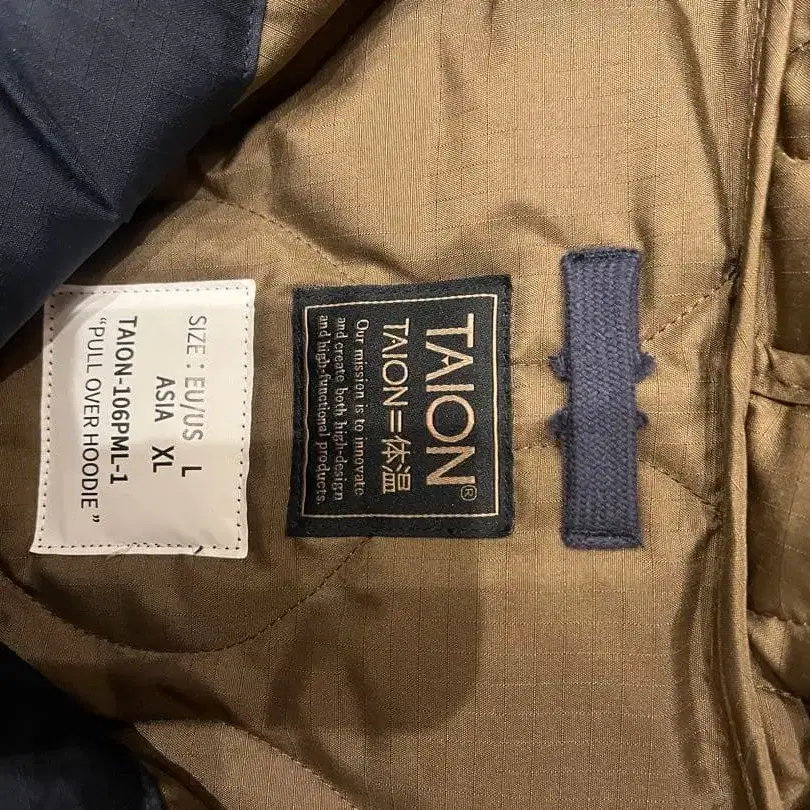 TAION®
TAION=体温
Our mission is to innovate
and create both high-design
and high-functional products.
SIZE : EU/US L
ASIA XL
TAION-106PML-1
“PULL OVER HOODIE”